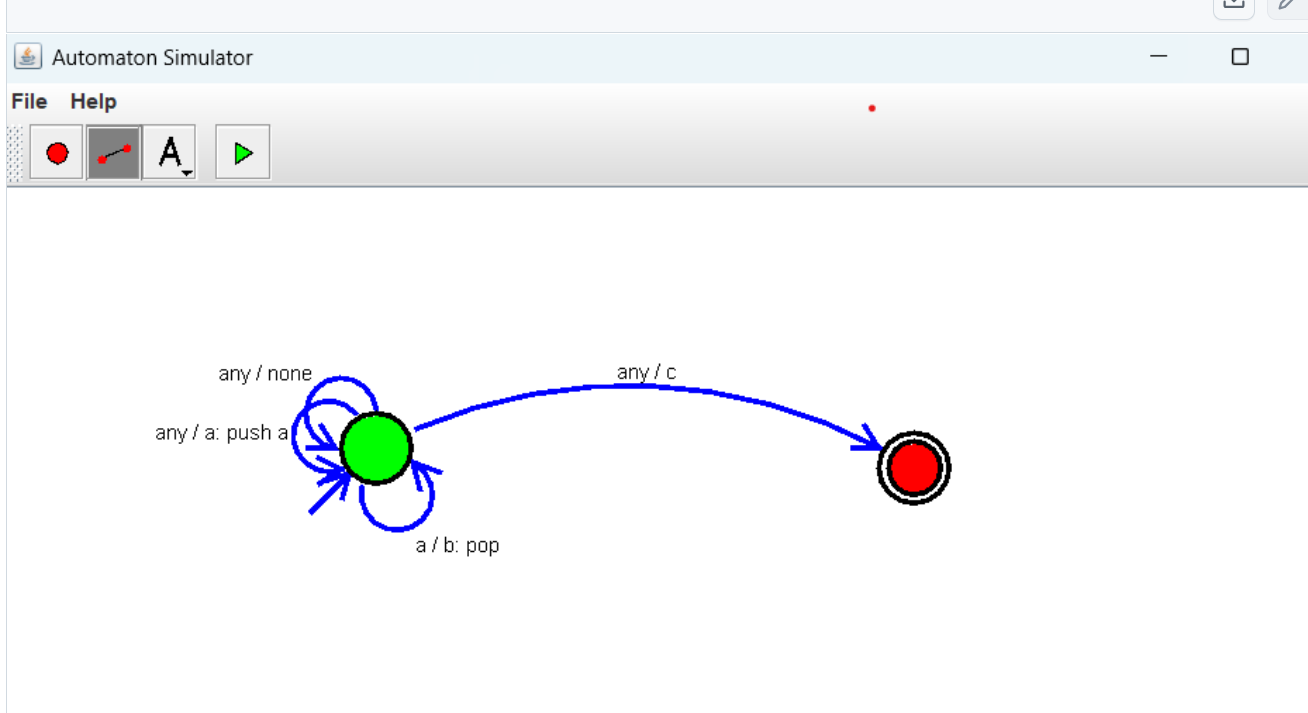 Automaton Simulator
File Help
A
any / none
any / c
any / a: push a
a / b: pop